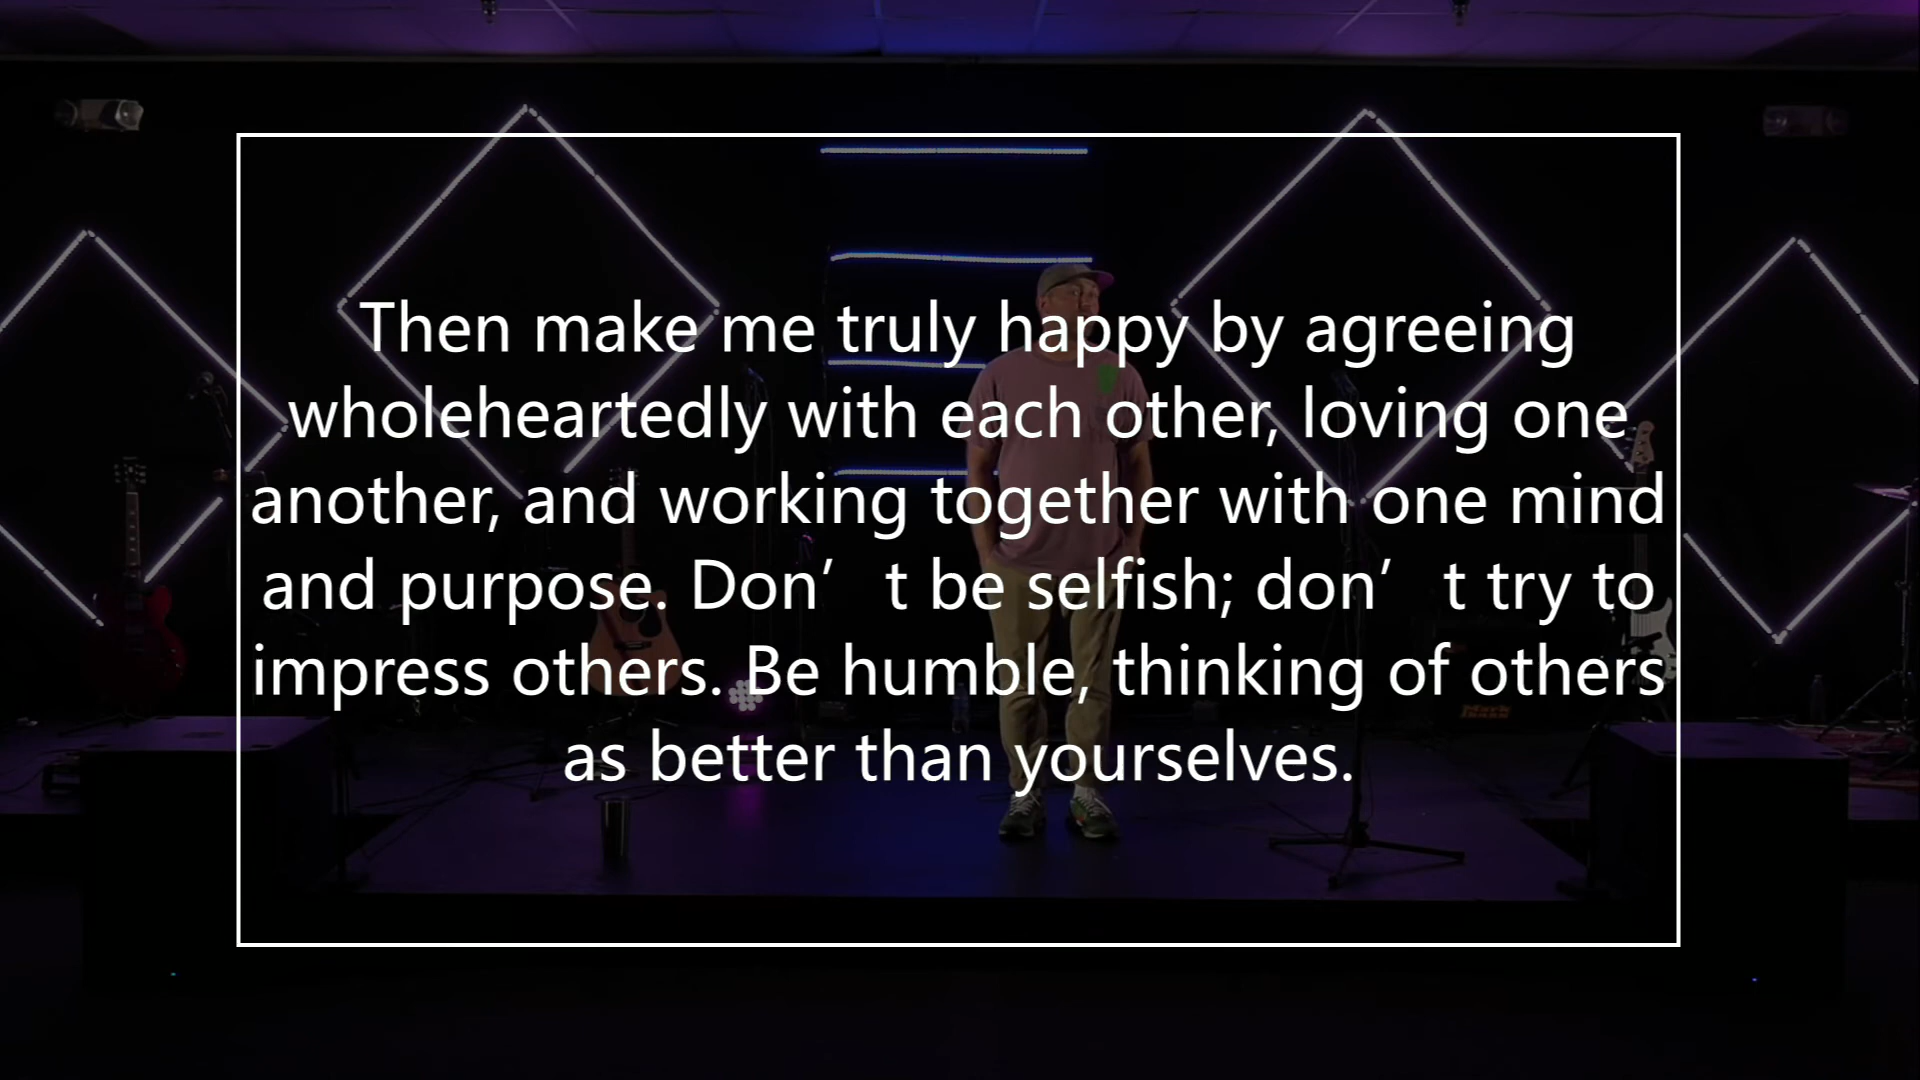 Then make me truly happy by agreeing
wholeheartedly with each other, loving one
another, and working together with one mind
and purpose. Don’ t be selfish; don’ t try to
impress others. Be humble, thinking of others
as better than yourselves.